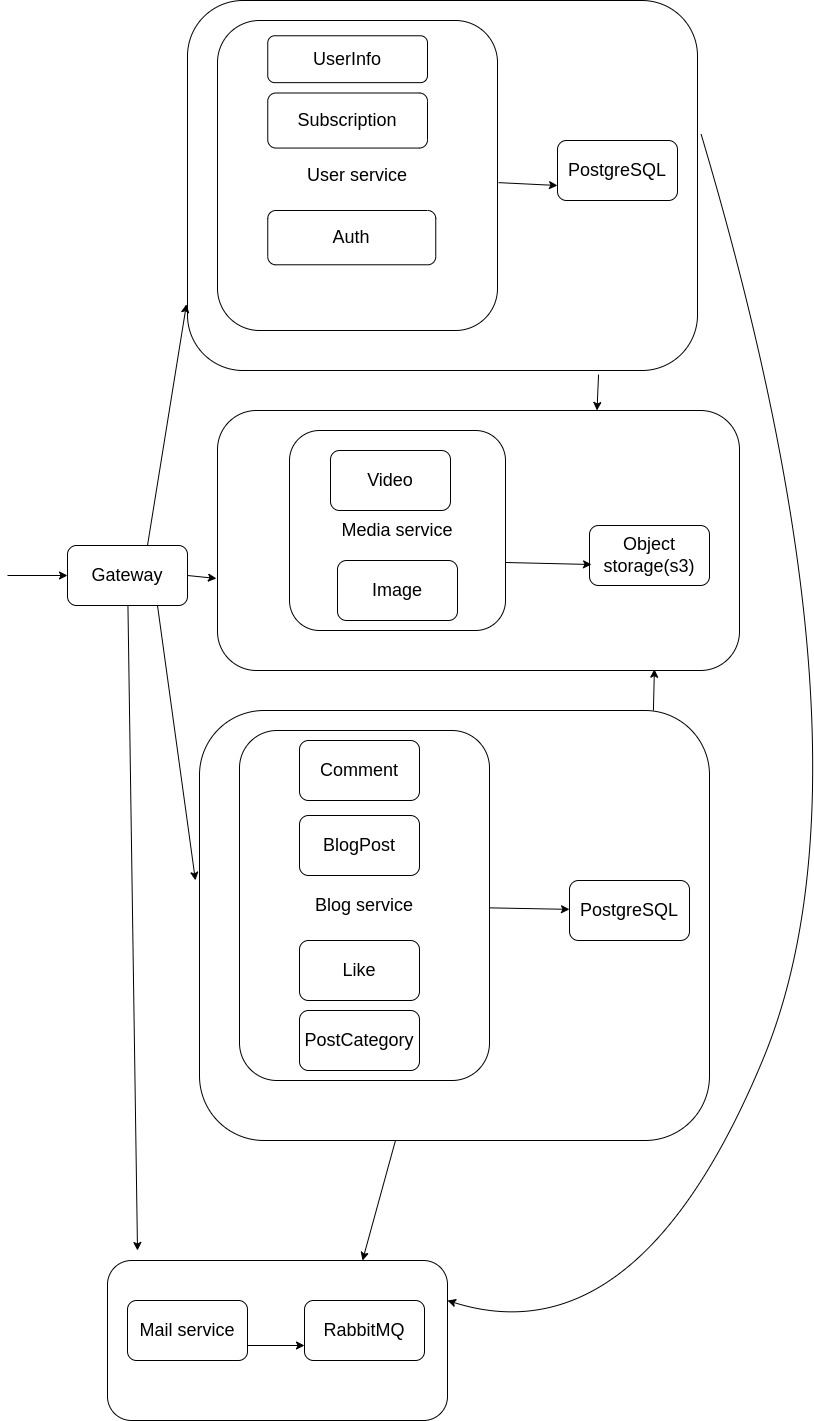 UserInfo
Subscription
User service
PostgreSQL
Auth
Video
Media service
Object
storage(s3)
Image
Gateway
Comment
BlogPost
Blog service
PostgreSQL
Like
PostCategory
Mail service
RabbitMQ